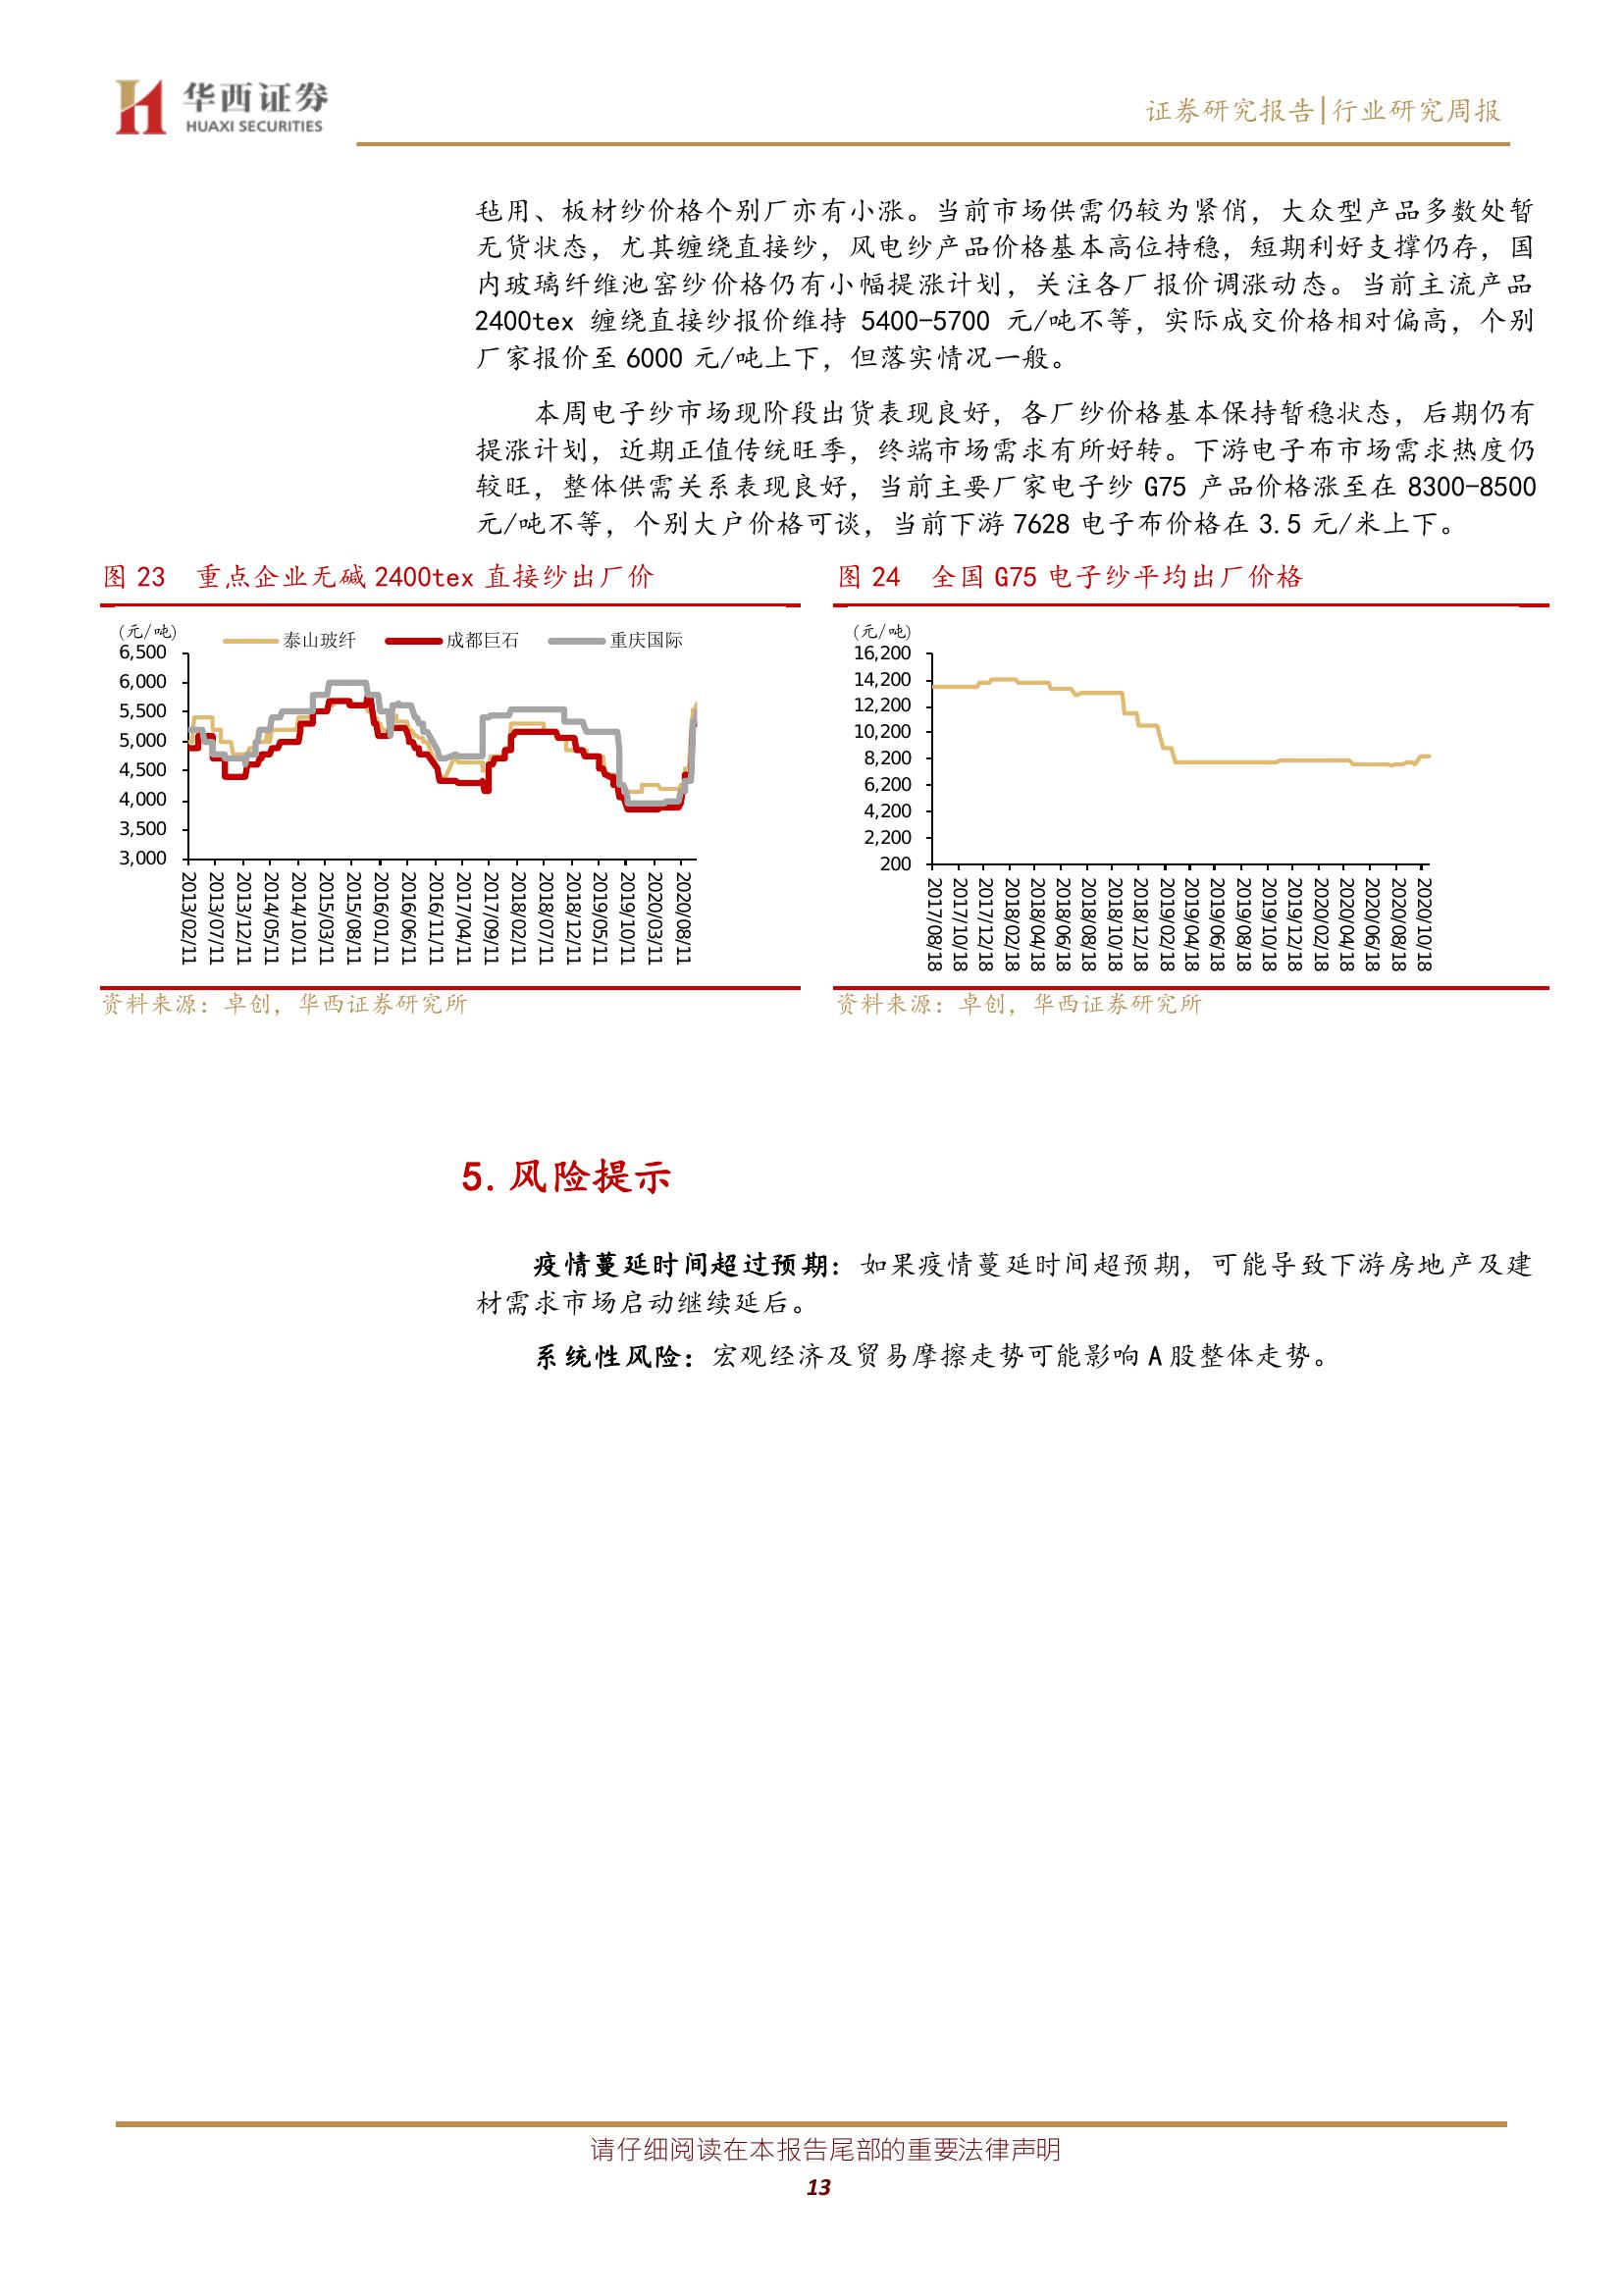 华西证券
HUAXI SECURITIES
证券研究报告|行业研究周报
毡用、板材纱价格个别厂亦有小涨。当前市场供需仍较为紧俏，大众型产品多数处暂
无货状态，尤其缠绕直接纱，风电纱产品价格基本高位持稳，短期利好支撑仍存，国
内玻璃纤维池窑纱价格仍有小幅提涨计划，关注各厂报价调涨动态。当前主流产品
2400tex 缠绕直接纱报价维持 5400-5700 元/吨不等，实际成交价格相对偏高，个别
厂家报价至 6000 元/吨上下，但落实情况一般。
本周电子纱市场现阶段出货表现良好，各厂纱价格基本保持暂稳状态，后期仍有
提涨计划，近期正值传统旺季，终端市场需求有所好转。下游电子布市场需求热度仍
较旺，整体供需关系表现良好，当前主要厂家电子纱 G75 产品价格涨至在 8300-8500
元/吨不等，个别大户价格可谈，当前下游 7628 电子布价格在 3.5 元/米上下。
图 23 重点企业无碱 2400tex 直接纱出厂价
(元/吨)
泰山玻纤 成都巨石 重庆国际
6,500
6,000
5,500
5,000
4,500
4,000
3,500
3,000
2013/02/11
2013/07/11
2013/12/11
2014/05/11
2014/10/11
2015/03/11
2015/08/11
2016/01/11
2016/06/11
2016/11/11
2017/04/11
2017/09/11
2018/02/11
2018/07/11
2018/12/11
2019/05/11
2019/10/11
2020/03/11
2020/08/11
资料来源：卓创，华西证券研究所
图 24 全国 G75 电子纱平均出厂价格
(元/吨)
16,200
14,200
12,200
10,200
8,200
6,200
4,200
2,200
200
2017/08/18
2017/10/18
2017/12/18
2018/02/18
2018/04/18
2018/06/18
2018/08/18
2018/10/18
2018/12/18
2019/02/18
2019/04/18
2019/06/18
2019/08/18
2019/10/18
2019/12/18
2020/02/18
2020/04/18
2020/06/18
2020/08/18
2020/10/18
资料来源：卓创，华西证券研究所
5.风险提示
疫情蔓延时间超过预期：如果疫情蔓延时间超预期，可能导致下游房地产及建
材需求市场启动继续延后。
系统性风险：宏观经济及贸易摩擦走势可能影响 A 股整体走势。
请仔细阅读在本报告尾部的重要法律声明
13